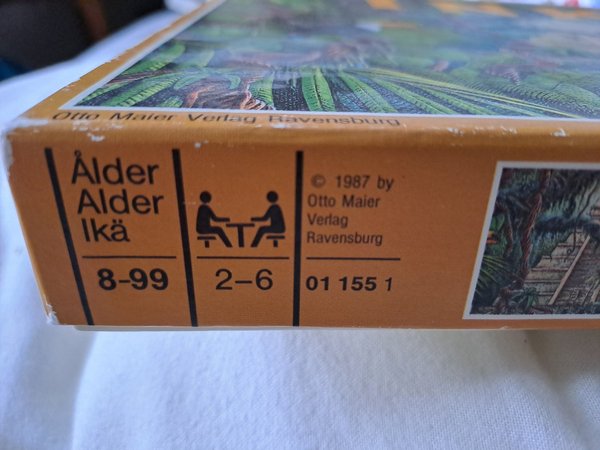 Otto Maier Verlag Ravensburg
Ålder
Alder
Ikä
8-99
2–6
© 1987 by
Otto Maier
Verlag
Ravensburg
01 155 1